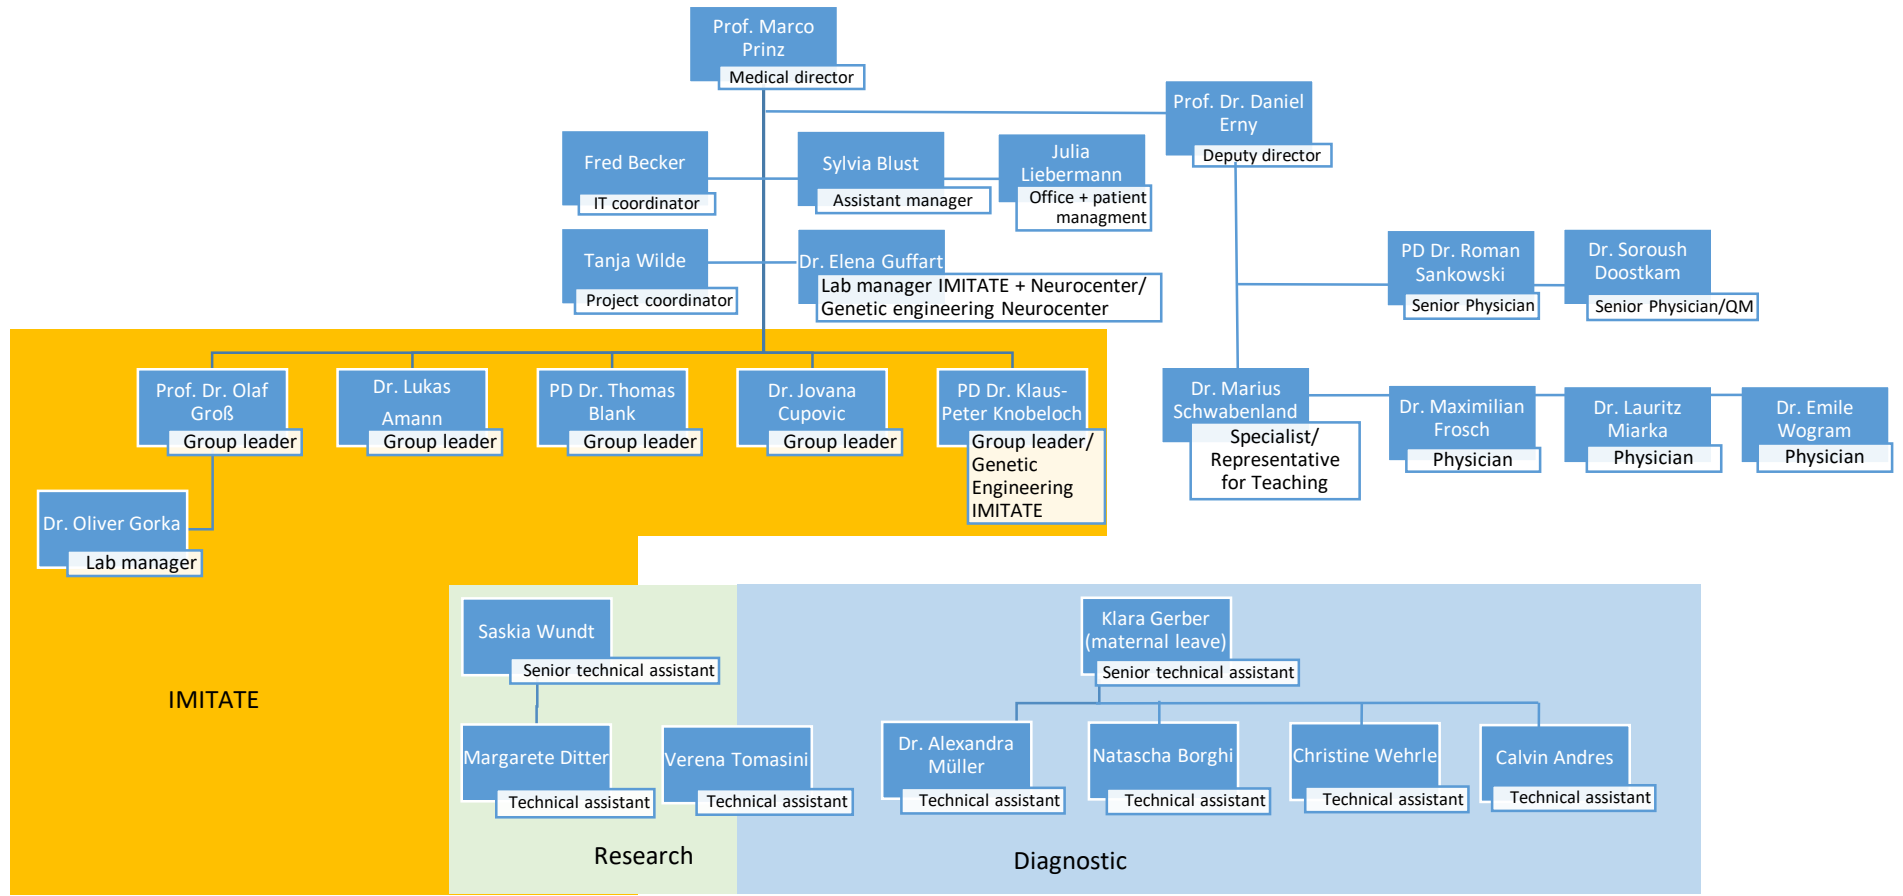 Prof. Marco
Prinz
Medical director
Prof. Dr. Daniel
Erny
Deputy director
Fred Becker
IT coordinator
Sylvia Blust
Assistant manager
Julia
Liebermann
Office + patient
managment
Tanja Wilde
Project coordinator
Dr. Elena Guffart
Lab manager IMITATE + Neurocenter/
Genetic engineering Neurocenter
PD Dr. Roman
Sankowski
Senior Physician
Dr. Soroush
Doostkam
Senior Physician/QM
Prof. Dr. Olaf
Groß
Group leader
Dr. Lukas
Amann
Group leader
PD Dr. Thomas
Blank
Group leader
Dr. Jovana
Cupovic
Group leader
PD Dr. Klaus-
Peter Knobeloch
Group leader/
Genetic
Engineering
IMITATE
Dr. Marius
Schwabenland
Specialist/
Representative
for Teaching
Dr. Maximilian
Frosch
Physician
Dr. Lauritz
Miarka
Physician
Dr. Emile
Wogram
Physician
Dr. Oliver Gorka
Lab manager
Saskia Wundt
Senior technical assistant
Klara Gerber
(maternal leave)
Senior technical assistant
IMITATE
Margarete Ditter
Technical assistant
Verena Tomasini
Technical assistant
Dr. Alexandra
Müller
Technical assistant
Natascha Borghi
Technical assistant
Christine Wehrle
Technical assistant
Calvin Andres
Technical assistant
Research
Diagnostic